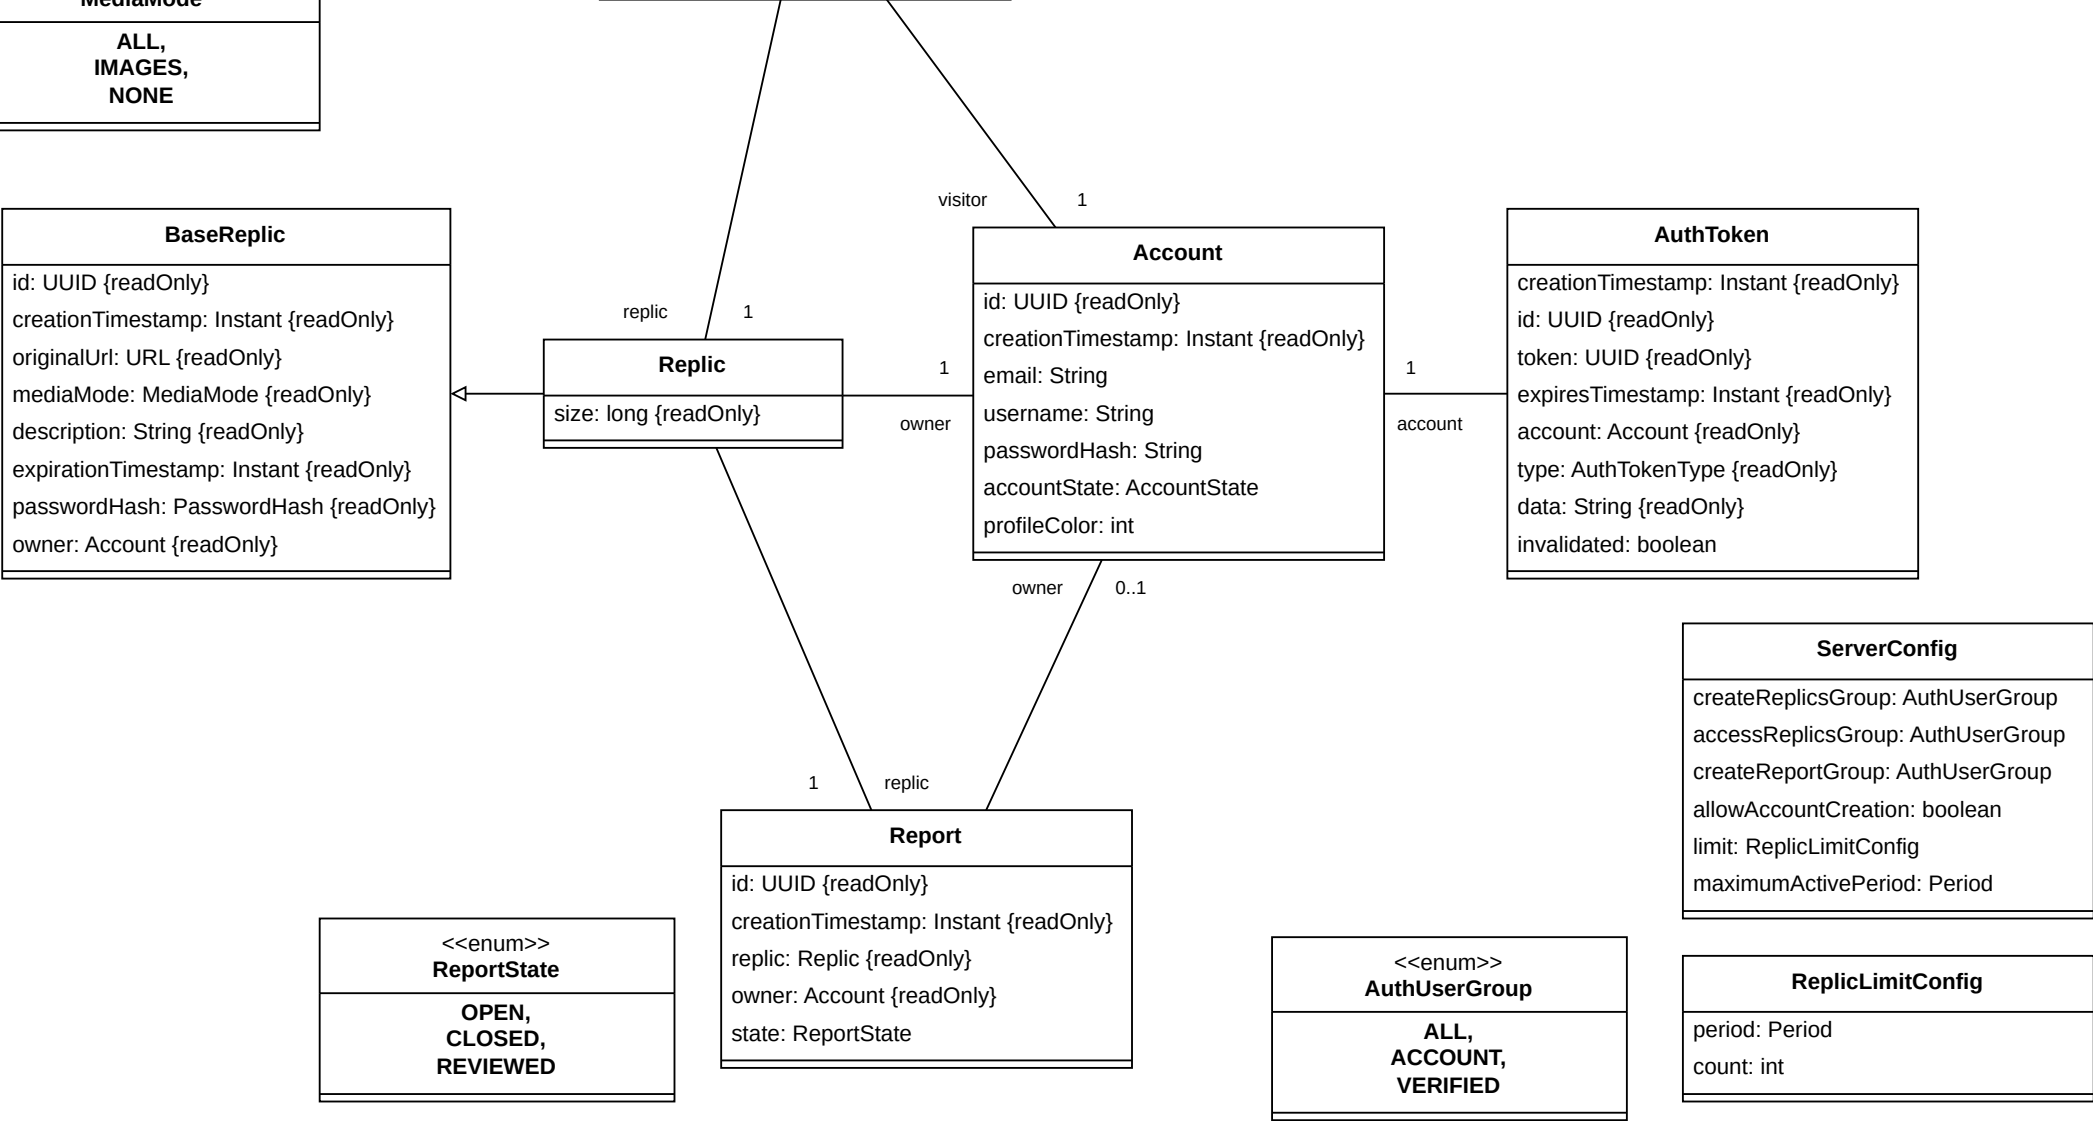 MediaMode
ALL,
IMAGES,
NONE
visitor
1
BaseReplic
id: UUID {readOnly}
creationTimestamp: Instant {readOnly}
originalUrl: URL {readOnly}
mediaMode: MediaMode {readOnly}
description: String {readOnly}
expirationTimestamp: Instant {readOnly}
passwordHash: PasswordHash {readOnly}
owner: Account {readOnly}
replic
1
Replic
size: long {readOnly}
1
owner
Account
id: UUID {readOnly}
creationTimestamp: Instant {readOnly}
email: String
username: String
passwordHash: String
accountState: AccountState
profileColor: int
1
account
AuthToken
creationTimestamp: Instant {readOnly}
id: UUID {readOnly}
token: UUID {readOnly}
expiresTimestamp: Instant {readOnly}
account: Account {readOnly}
type: AuthTokenType {readOnly}
data: String {readOnly}
invalidated: boolean
owner
0..1
1
replic
Report
id: UUID {readOnly}
creationTimestamp: Instant {readOnly}
replic: Replic {readOnly}
owner: Account {readOnly}
state: ReportState
ServerConfig
createReplicsGroup: AuthUserGroup
accessReplicsGroup: AuthUserGroup
createReportGroup: AuthUserGroup
allowAccountCreation: boolean
limit: ReplicLimitConfig
maximumActivePeriod: Period
<<enum>>
ReportState
OPEN,
CLOSED,
REVIEWED
<<enum>>
AuthUserGroup
ALL,
ACCOUNT,
VERIFIED
ReplicLimitConfig
period: Period
count: int